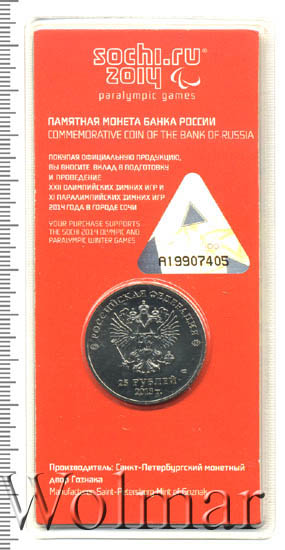 sochi.ru
2014
paralympic games
ПАМЯТНАЯ МОНЕТА БАНКА РОССИИ
COMMEMORATIVE COIN OF THE BANK OF RUSSIA
ПОКУПАЯ ОФИЦИАЛЬНУЮ ПРОДУКЦИЮ,
ВЫ ВНОСИТЕ ВКЛАД В ПОДГОТОВКУ
И ПРОВЕДЕНИЕ
XXII ОЛИМПИЙСКИХ ЗИМНИХ ИГР И
XI ПАРАЛИМПИЙСКИХ ЗИМНИХ ИГР
2014 ГОДА В ГОРОДЕ СОЧИ
YOUR PURCHASE SUPPORTS
THE SOCHI 2014 OLYMPIC AND
PARALYMPIC WINTER GAMES
A19907405
РОССИЙСКАЯ ФЕДЕРАЦИЯ
25 РУБЛЕЙ
2013 г.
Производитель: Санкт-Петербургский монетный
двор Гознака
Manufacturer: Saint-Petersburg Mint of Goznak
Wolmar